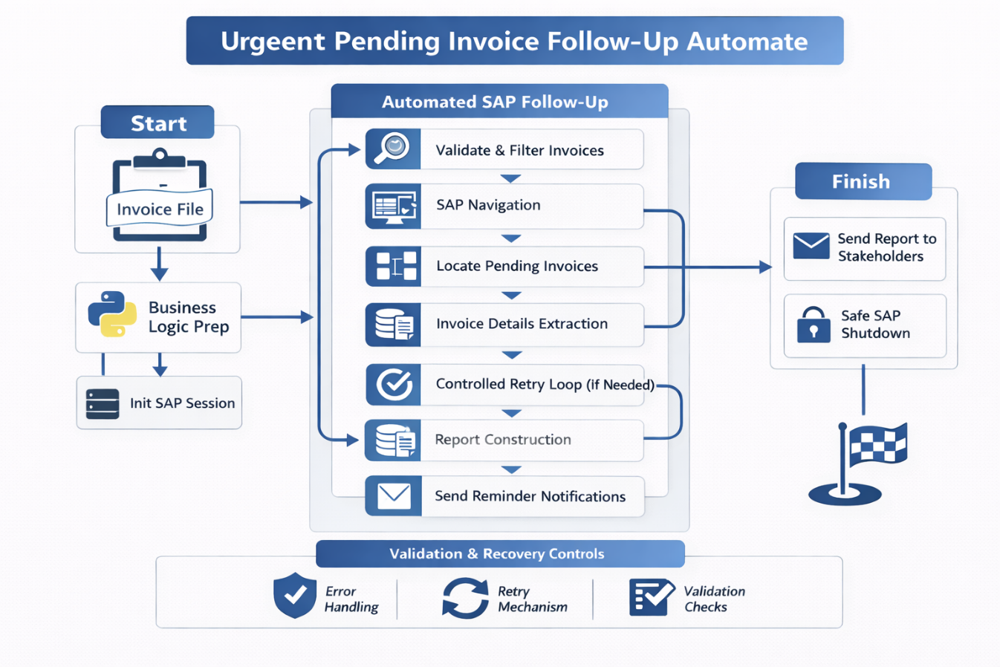 Urgeent Pending Invoice Follow-Up Automate
Start
Invoice File
Business
Logic Prep
Init SAP Session
Automated SAP Follow-Up
Validate & Filter Invoices
SAP Navigation
Locate Pending Invoices
Invoice Details Extraction
Controlled Retry Loop (If Needed)
Report Construction
Send Reminder Notifications
Finish
Send Report to
Stakeholders
Safe SAP
Shutdown
Validation & Recovery Controls
Error
Handling
Retry
Mechanism
Validation
Checks